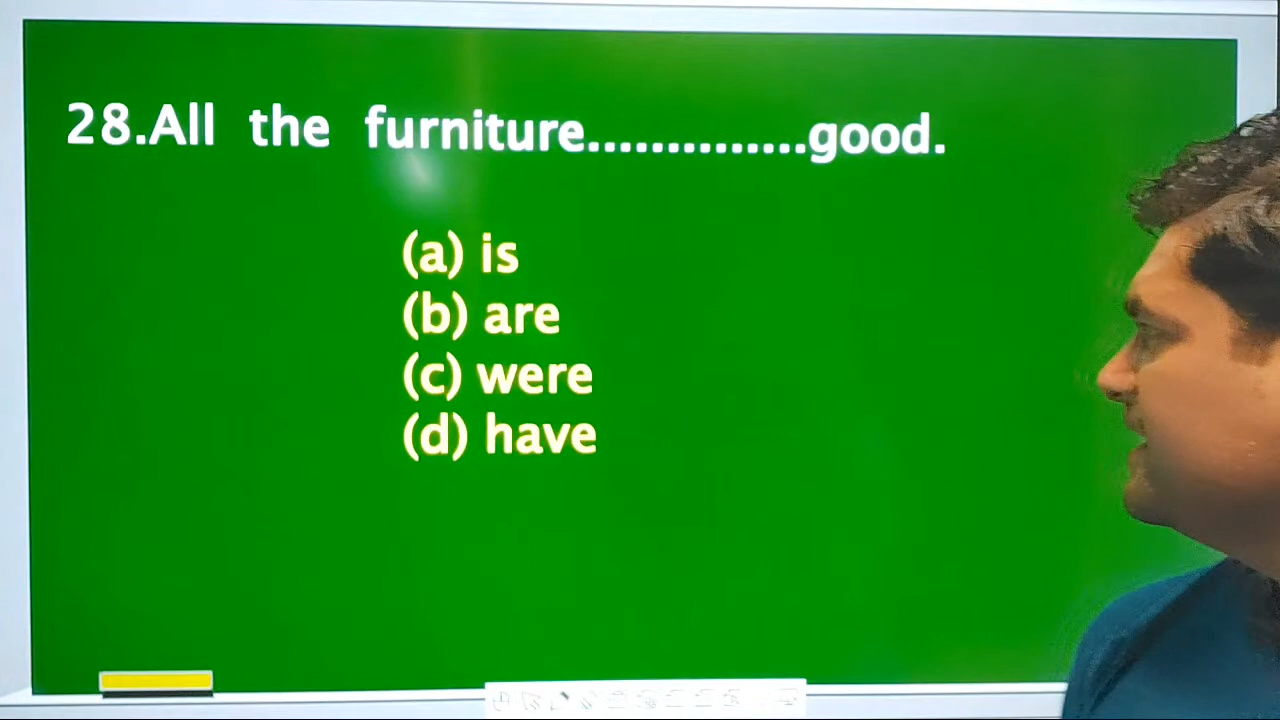 28.All the furniture..............good.
(a) is
(b) are
(c) were
(d) have